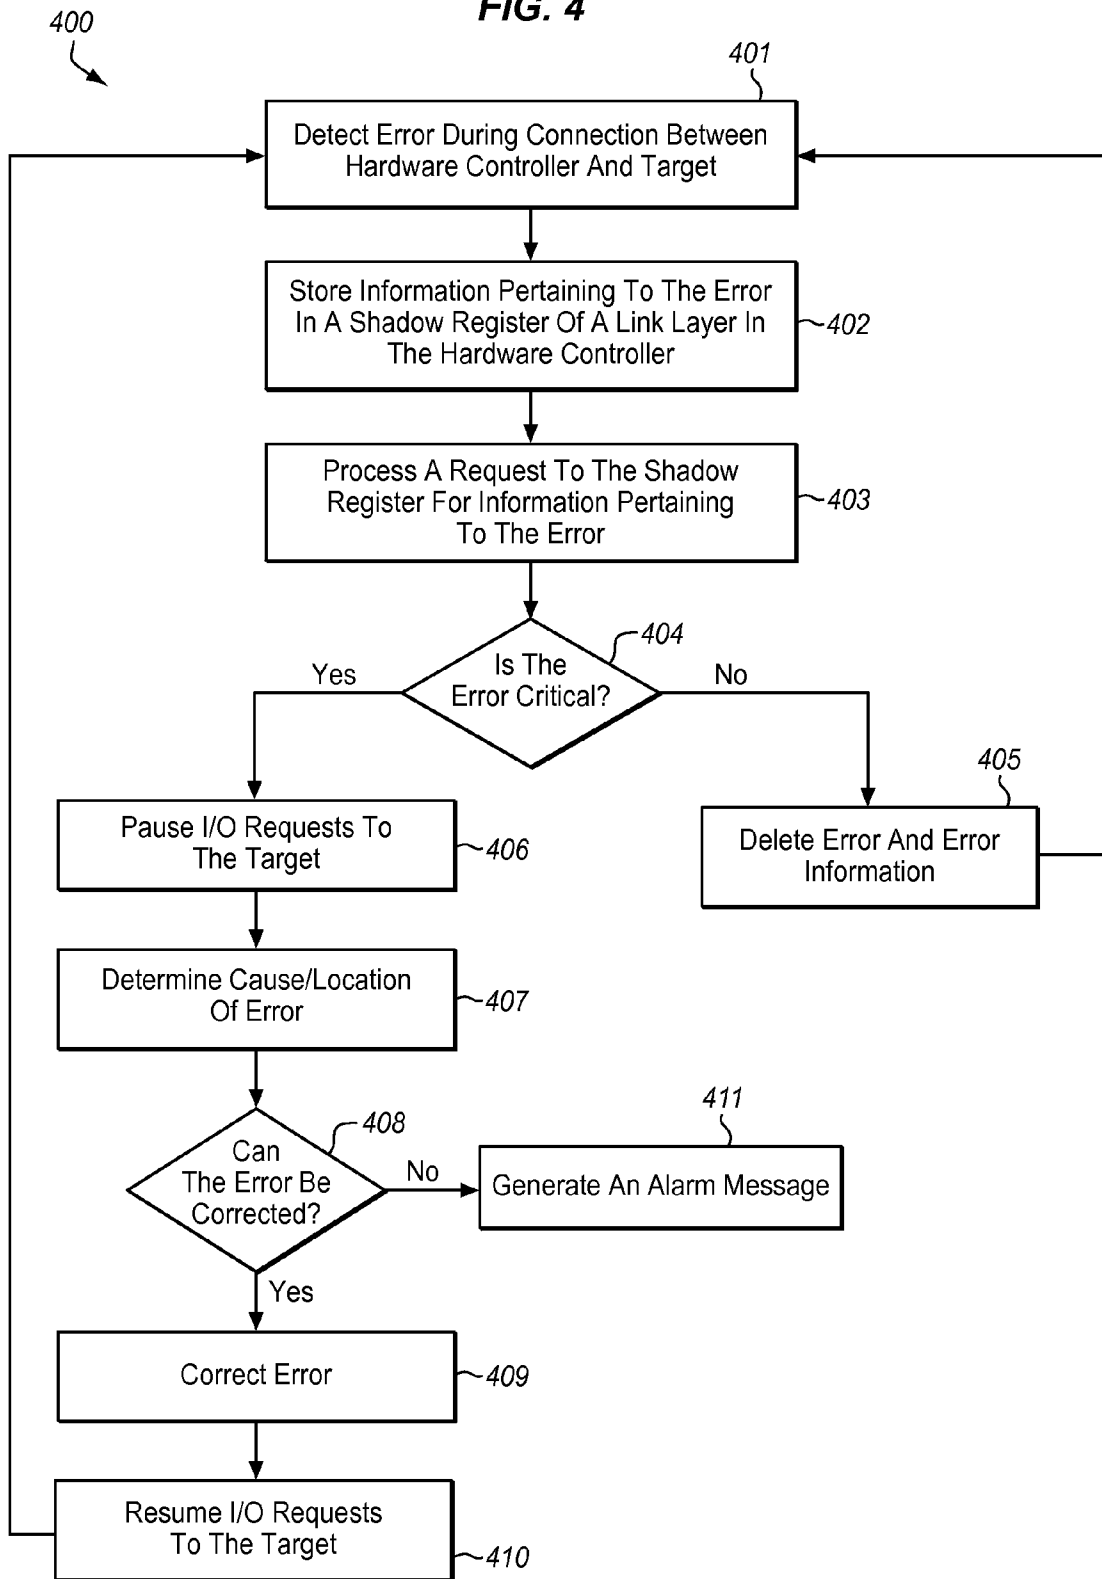 FIG. 4
400
401
Detect Error During Connection Between
Hardware Controller And Target
Store Information Pertaining To The Error
In A Shadow Register Of A Link Layer In
The Hardware Controller
402
Process A Request To The Shadow
Register For Information Pertaining
To The Error
403
404
Is The
Error Critical?
Yes
No
405
Pause I/O Requests To
The Target
406
Delete Error And Error
Information
Determine Cause/Location
Of Error
407
408
Can
The Error Be
Corrected?
No
411
Generate An Alarm Message
Yes
Correct Error
409
Resume I/O Requests
To The Target
410